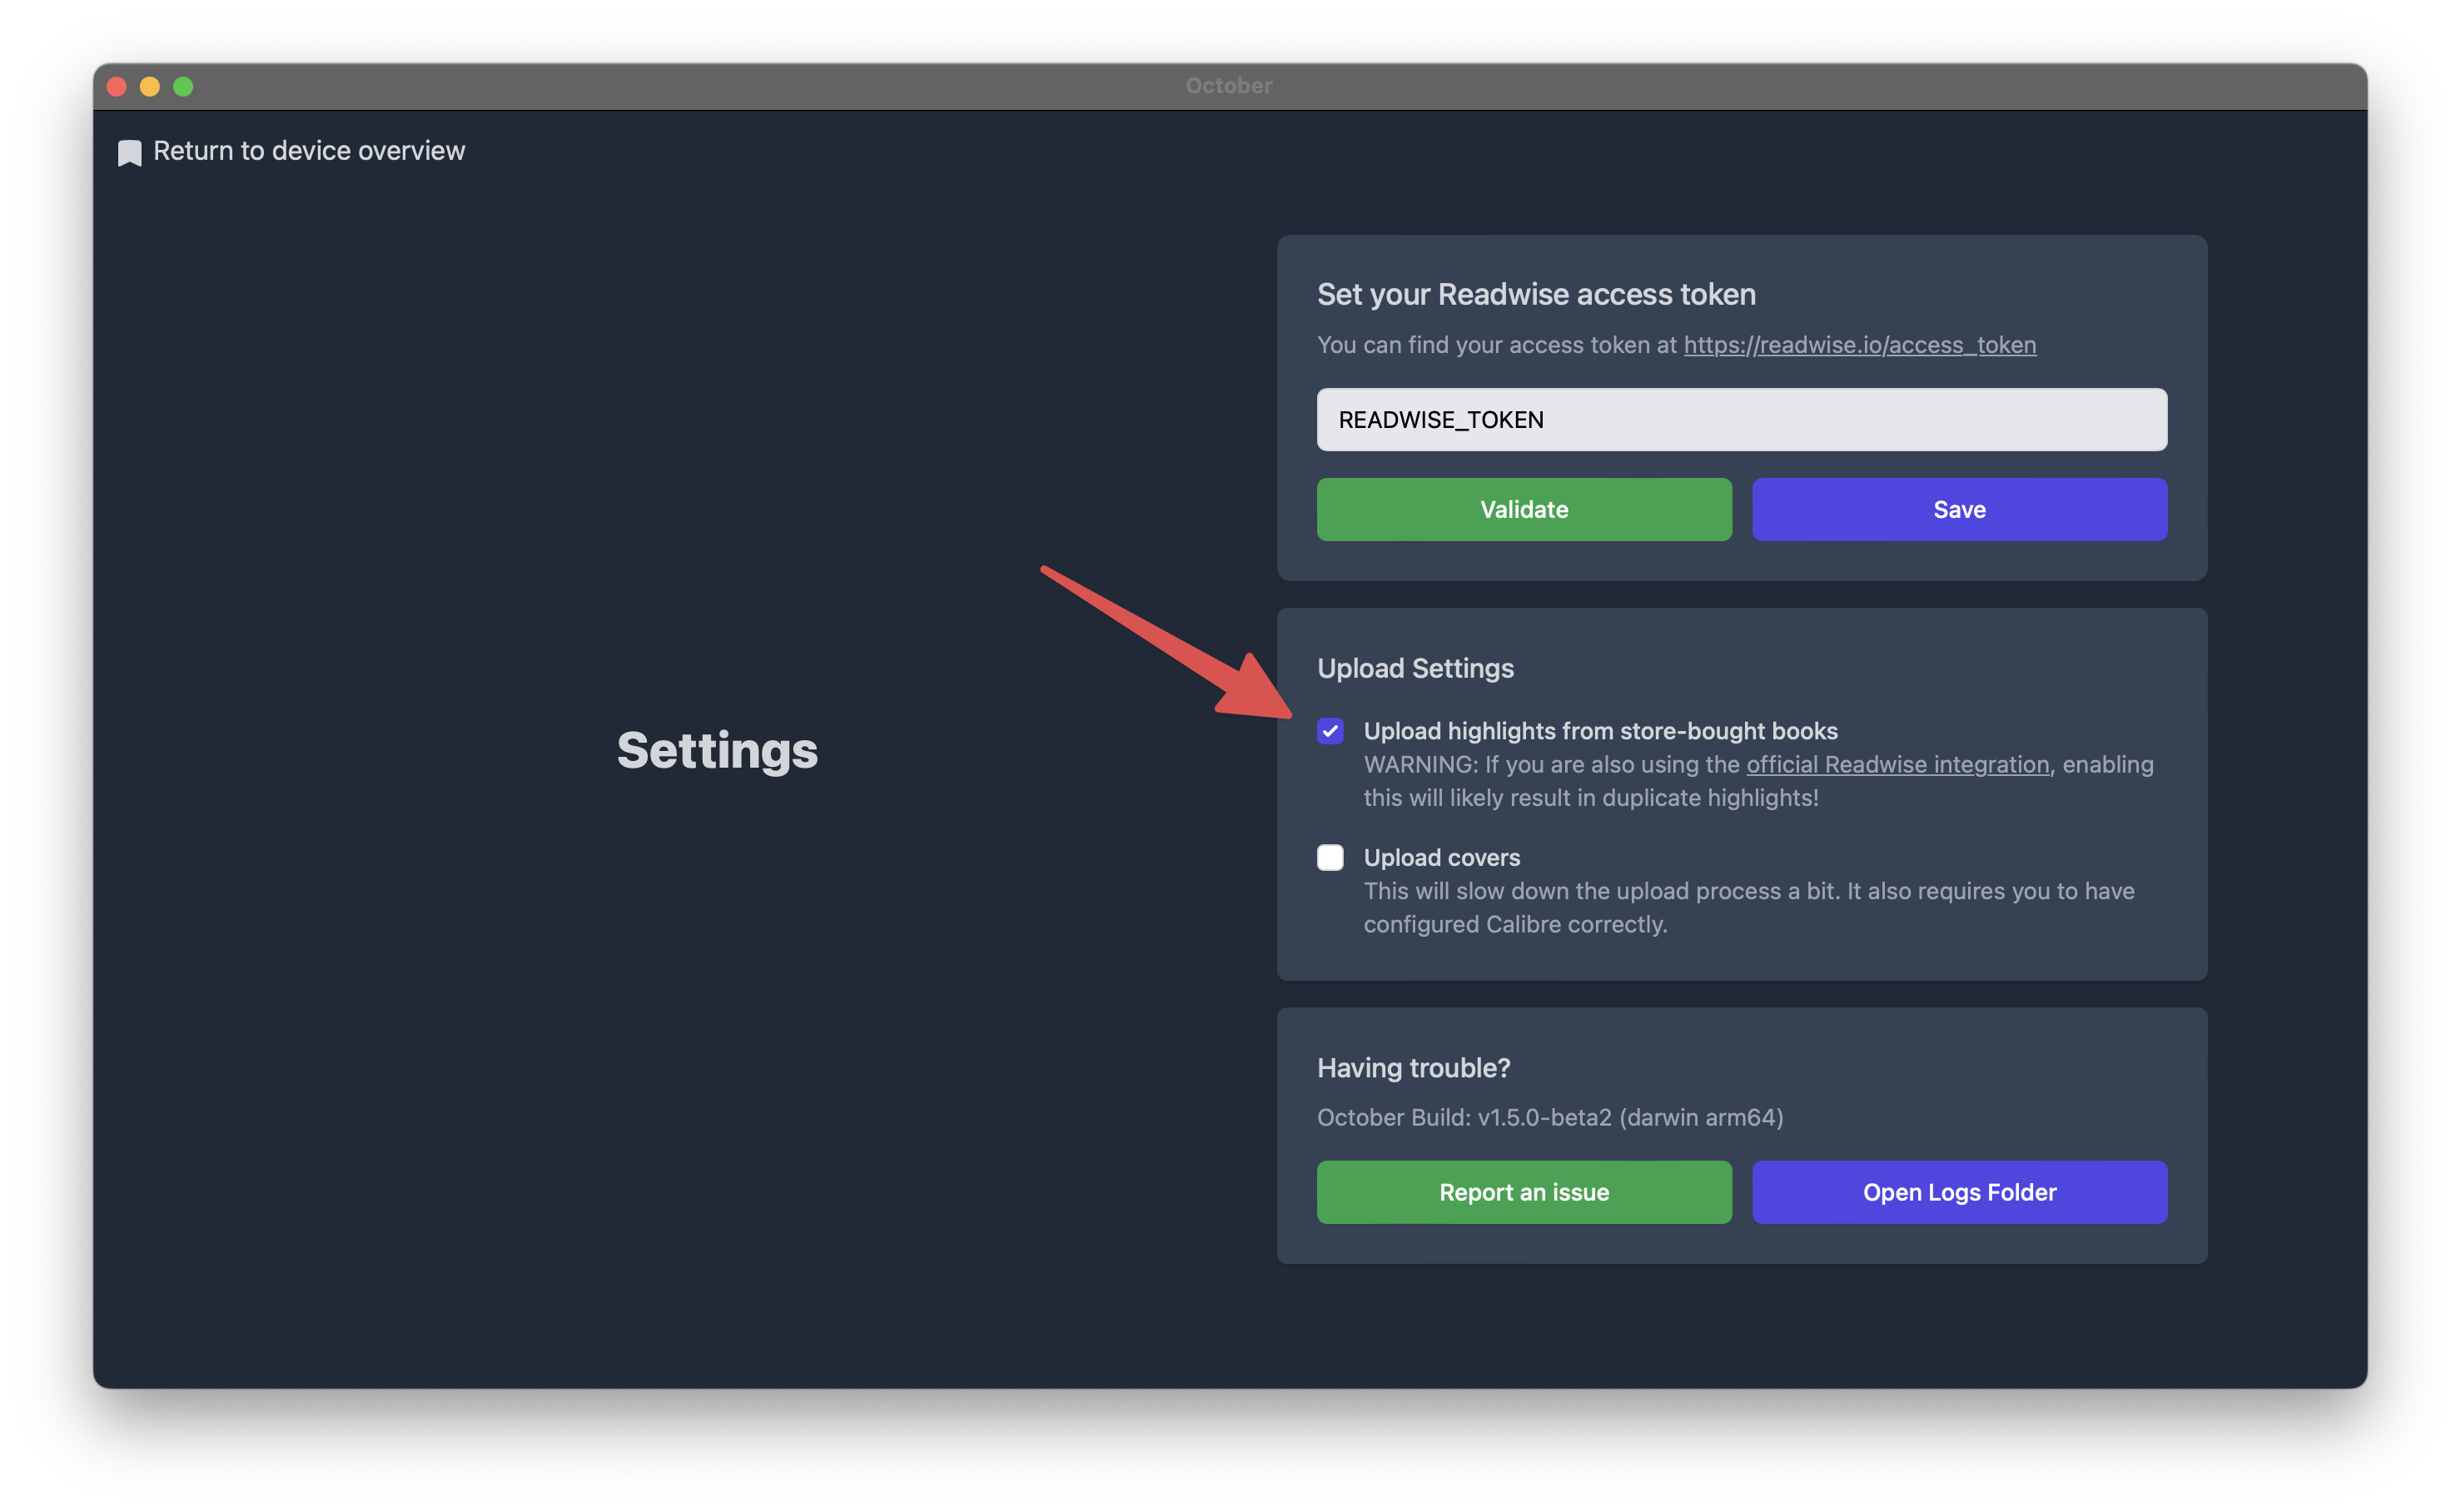 October
Return to device overview
Settings
Set your Readwise access token
You can find your access token at https://readwise.io/access_token
READWISE_TOKEN
Validate
Save
Upload Settings
Upload highlights from store-bought books
WARNING: If you are also using the official Readwise integration, enabling
this will likely result in duplicate highlights!
Upload covers
This will slow down the upload process a bit. It also requires you to have
configured Calibre correctly.
Having trouble?
October Build: v1.5.0-beta2 (darwin arm64)
Report an issue
Open Logs Folder